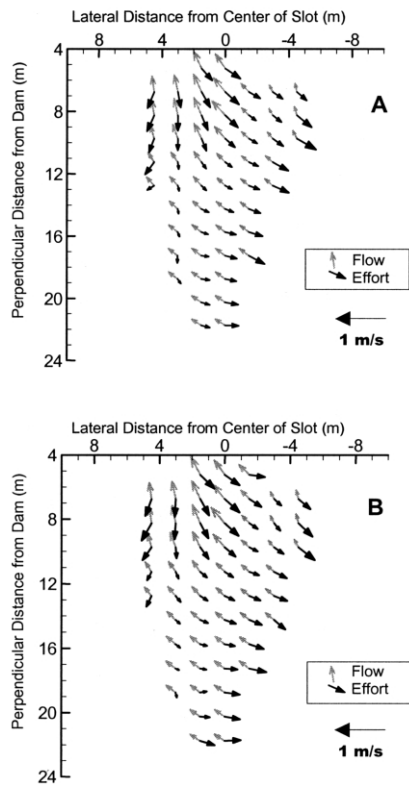 Lateral Distance from Center of Slot (m)
8 4 0 -4 -8
Perpendicular Distance from Dam (m)
4
8
12
16
20
24
A
Flow
Effort
1 m/s
Lateral Distance from Center of Slot (m)
8 4 0 -4 -8
Perpendicular Distance from Dam (m)
4
8
12
16
20
24
B
Flow
Effort
1 m/s